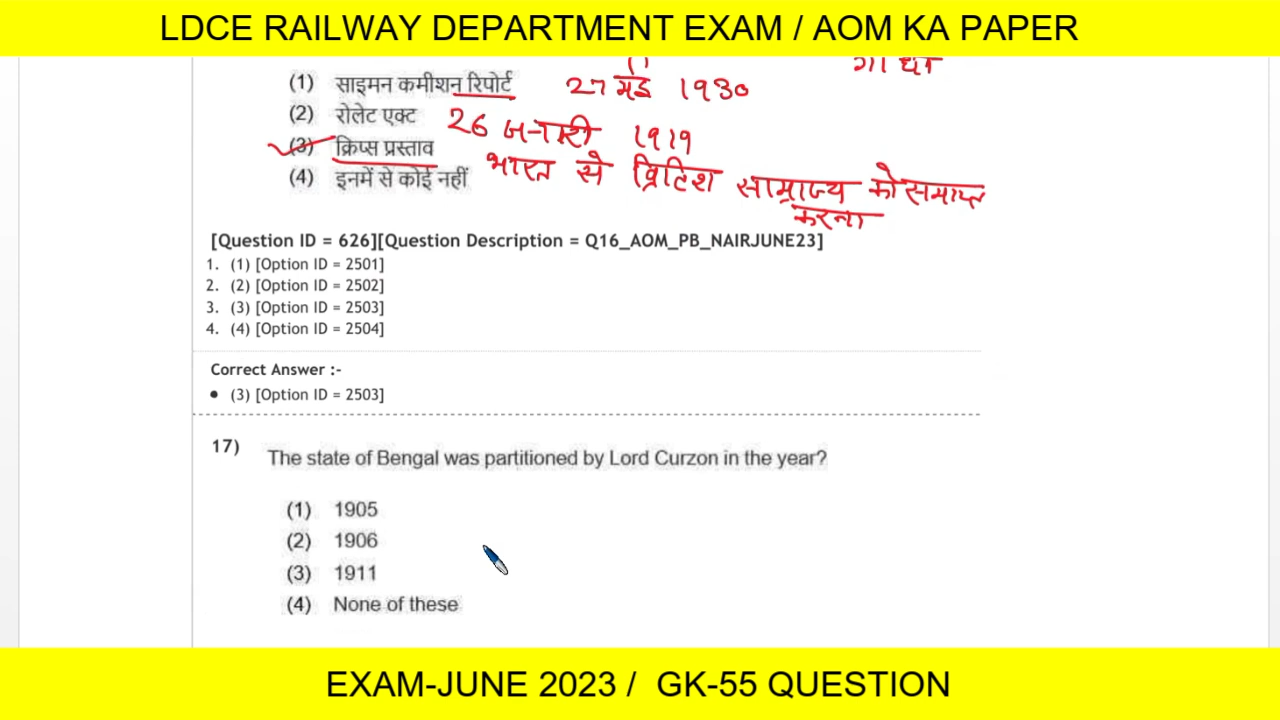 LDCE RAILWAY DEPARTMENT EXAM / AOM KA PAPER
(1) साइमन कमीशन रिपोर्ट 27 मई 1930
(2) रोलेट एक्ट 26 जनवरी 1919
(3) क्रिप्स प्रस्ताव भारत से ब्रिटिश साम्राज्य को समाप्त
करना
(4) इनमें से कोई नहीं
[Question ID = 626][Question Description = Q16_AOM_PB_NAIRJUNE23]
1. (1) [Option ID = 2501]
2. (2) [Option ID = 2502]
3. (3) [Option ID = 2503]
4. (4) [Option ID = 2504]
Correct Answer :-
• (3) [Option ID = 2503]
17) The state of Bengal was partitioned by Lord Curzon in the year?
(1) 1905
(2) 1906
(3) 1911
(4) None of these
EXAM-JUNE 2023 / GK-55 QUESTION